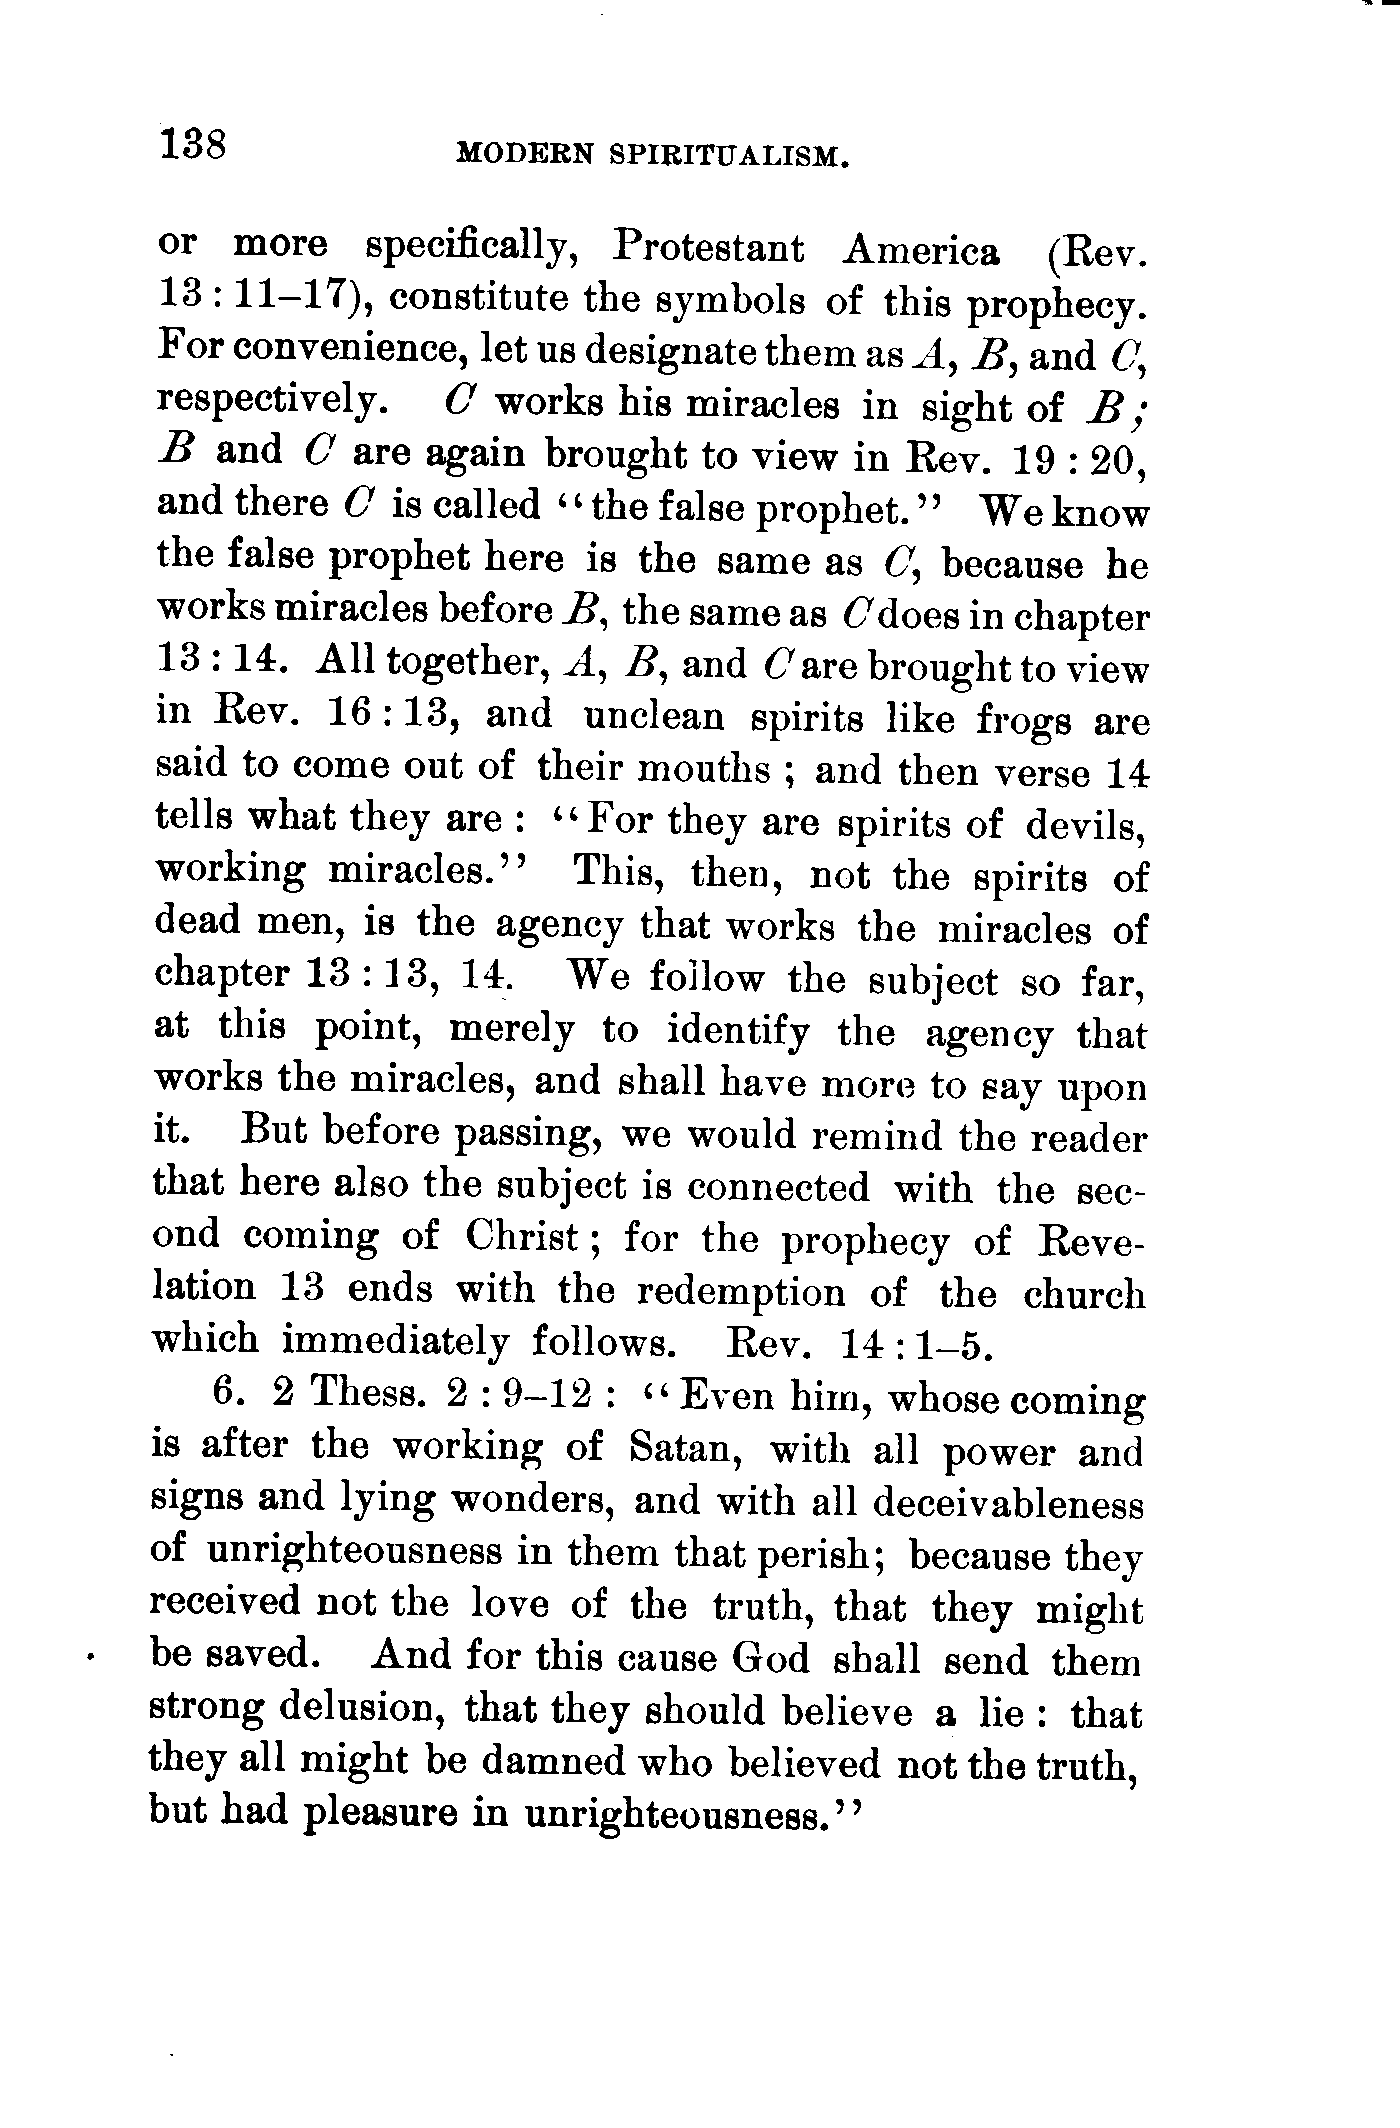 138 MODERN SPIRITUALISM.
or more specifically, Protestant America (Rev.
13 : 11–17), constitute the symbols of this prophecy.
For convenience, let us designate them as A, B, and C,
respectively. C works his miracles in sight of B;
B and C are again brought to view in Rev. 19 : 20,
and there C is called “the false prophet.” We know
the false prophet here is the same as C, because he
works miracles before B, the same as C does in chapter
13 : 14. All together, A, B, and C are brought to view
in Rev. 16 : 13, and unclean spirits like frogs are
said to come out of their mouths ; and then verse 14
tells what they are : “For they are spirits of devils,
working miracles.” This, then, not the spirits of
dead men, is the agency that works the miracles of
chapter 13 : 13, 14. We follow the subject so far,
at this point, merely to identify the agency that
works the miracles, and shall have more to say upon
it. But before passing, we would remind the reader
that here also the subject is connected with the sec-
ond coming of Christ ; for the prophecy of Reve-
lation 13 ends with the redemption of the church
which immediately follows. Rev. 14 : 1–5.
6. 2 Thess. 2 : 9–12 : “Even him, whose coming
is after the working of Satan, with all power and
signs and lying wonders, and with all deceivableness
of unrighteousness in them that perish; because they
received not the love of the truth, that they might
be saved. And for this cause God shall send them
strong delusion, that they should believe a lie : that
they all might be damned who believed not the truth,
but had pleasure in unrighteousness.”